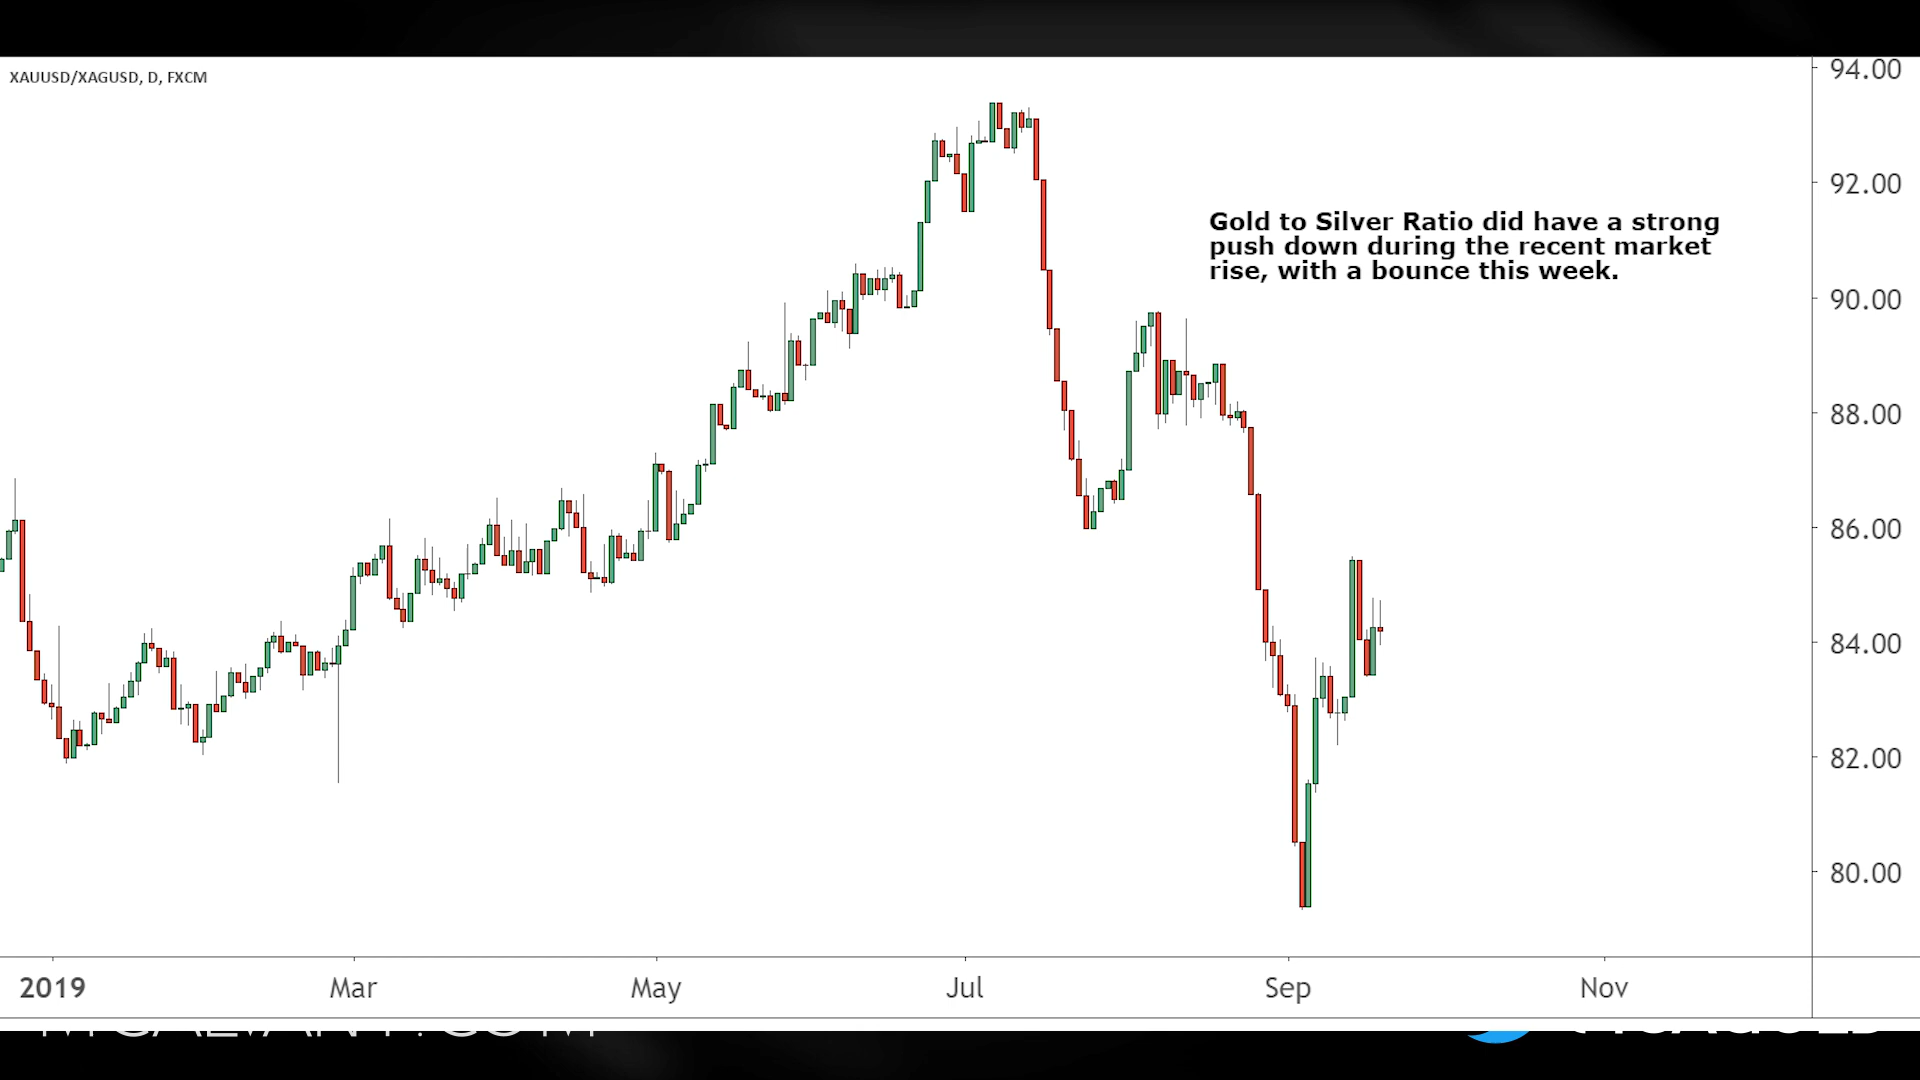 XAUUSD/XAGUSD, D, FXCM
94.00
92.00
Gold to Silver Ratio did have a strong
push down during the recent market
rise, with a bounce this week.
90.00
88.00
86.00
84.00
82.00
80.00
2019 Mar May Jul Sep Nov
MCALVANY.COM